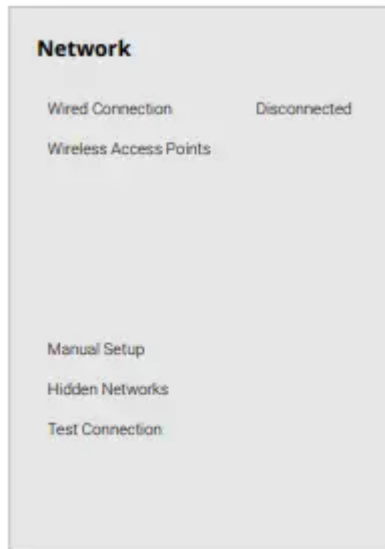 Network
Wired Connection Disconnected
Wireless Access Points
Manual Setup
Hidden Networks
Test Connection